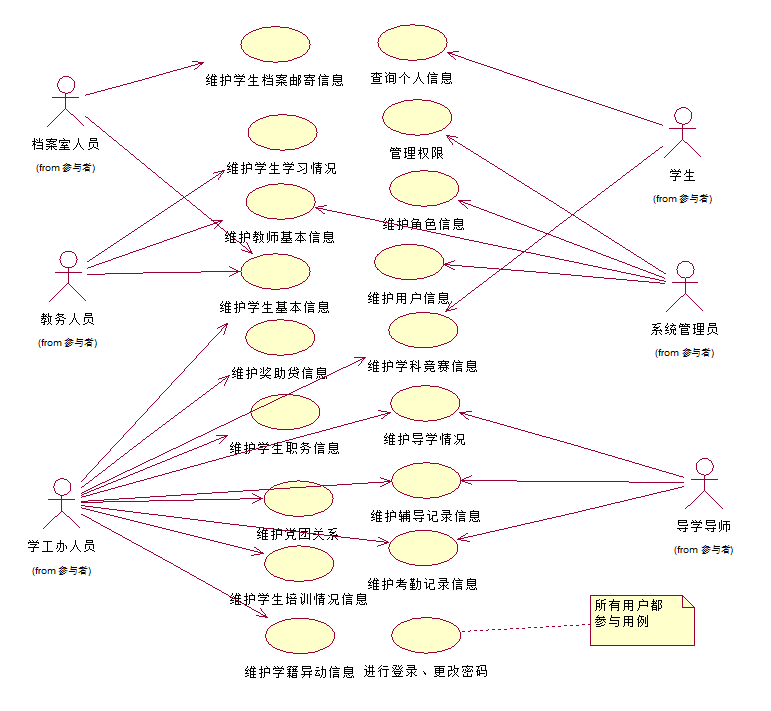 维护学生档案邮寄信息
查询个人信息
档案室人员
(from 参与者)
管理权限
维护学生学习情况
学生
(from 参与者)
维护角色信息
维护教师基本信息
维护用户信息
维护学生基本信息
教务人员
(from 参与者)
系统管理员
(from 参与者)
维护奖助贷信息
维护学科竟赛信息
维护学生职务信息
维护导学情况
维护党团关系
维护辅导记录信息
学工办人员
(from 参与者)
导学导师
(from 参与者)
维护学生培训情况信息
维护考勤记录信息
所有用户都
参与用例
维护学籍异动信息
进行登录、更改密码